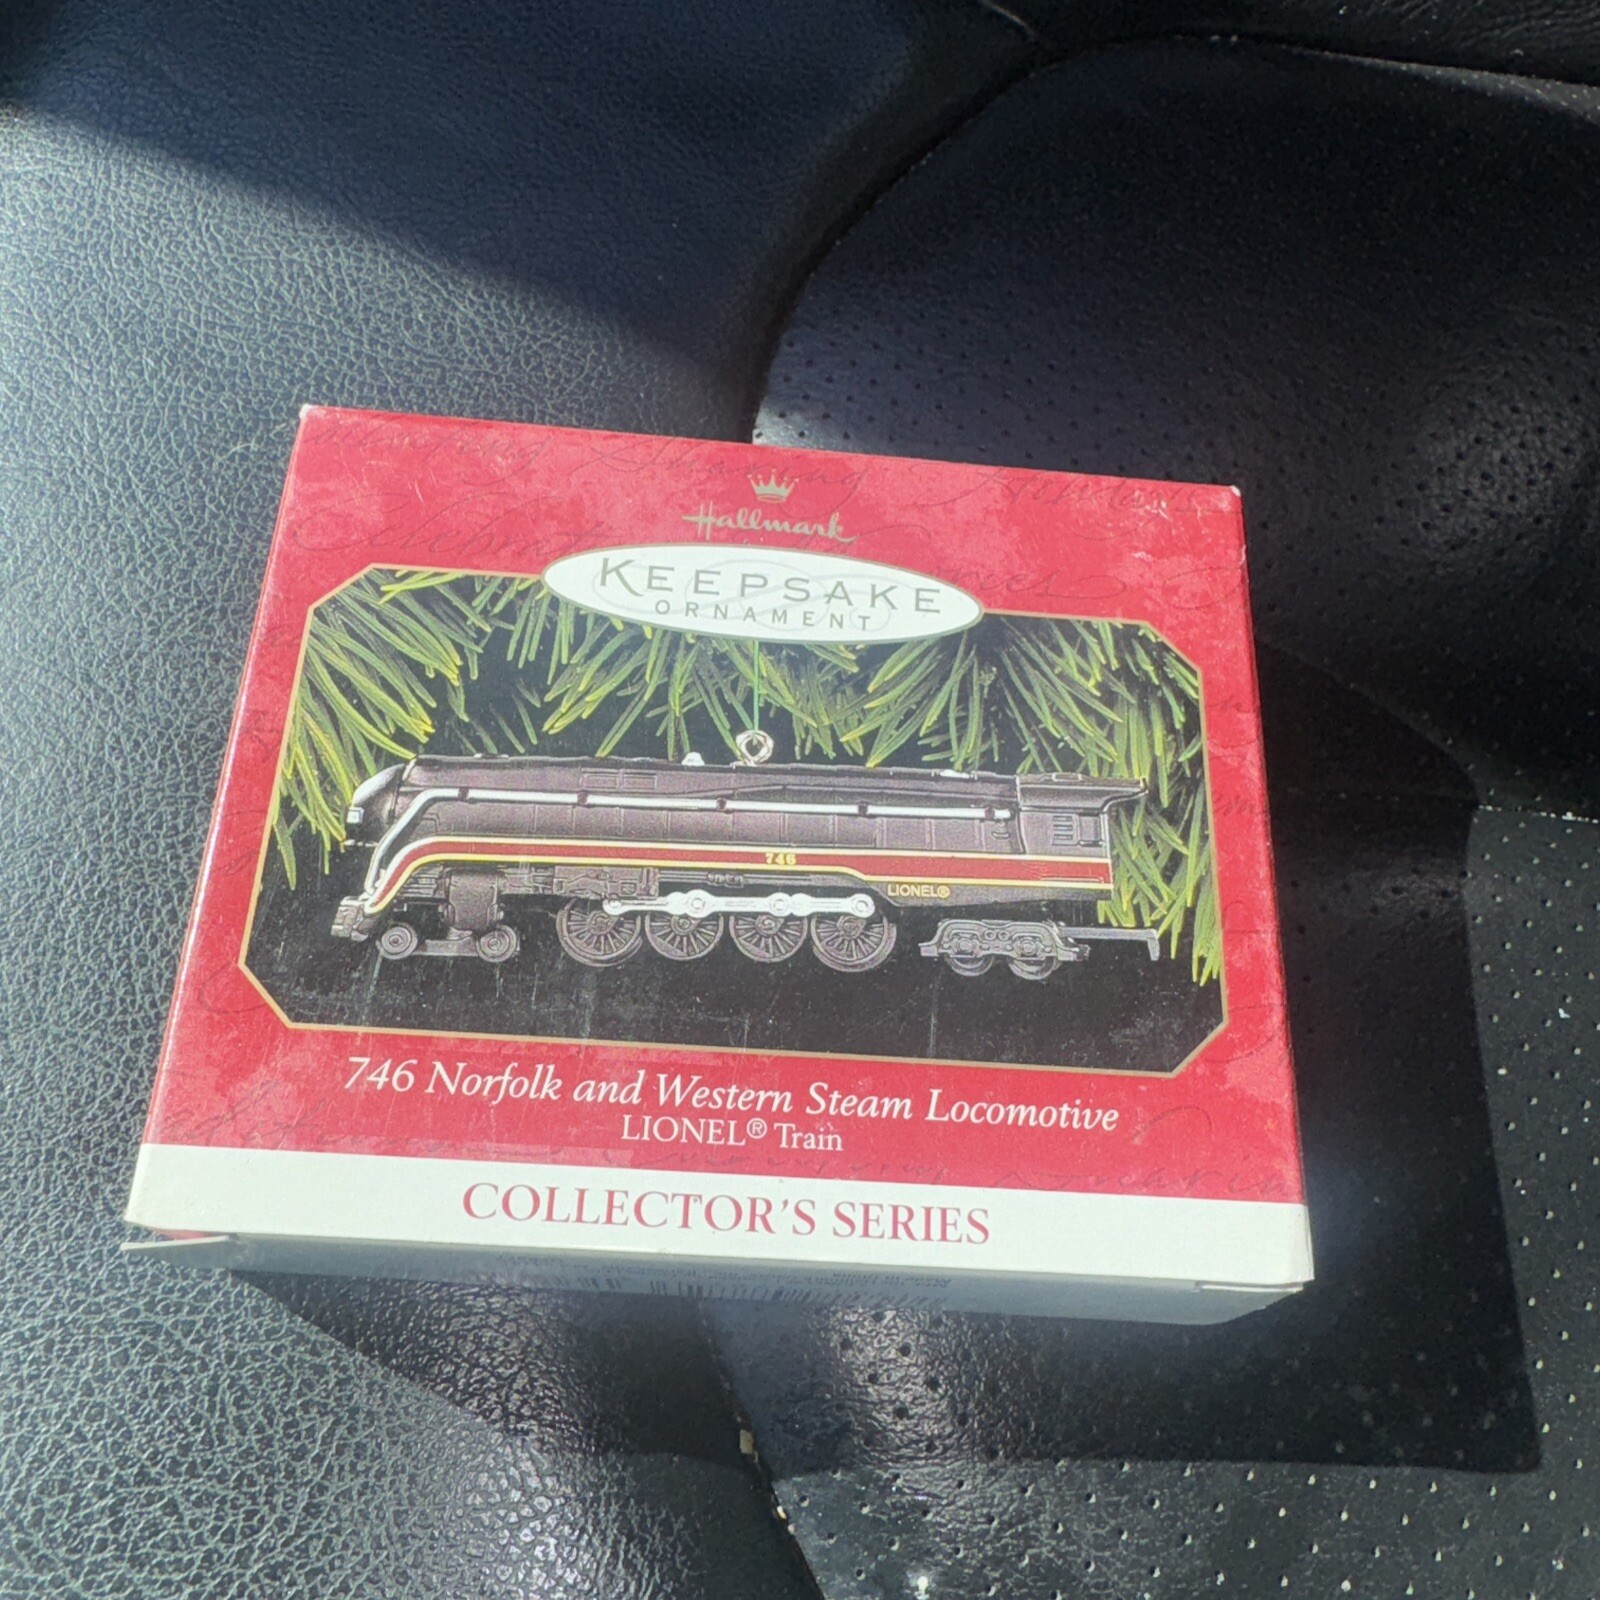 Hallmark
KEEPSAKE
ORNAMENT
746
LIONEL®
746 Norfolk and Western Steam Locomotive
LIONEL® Train
COLLECTOR'S SERIES